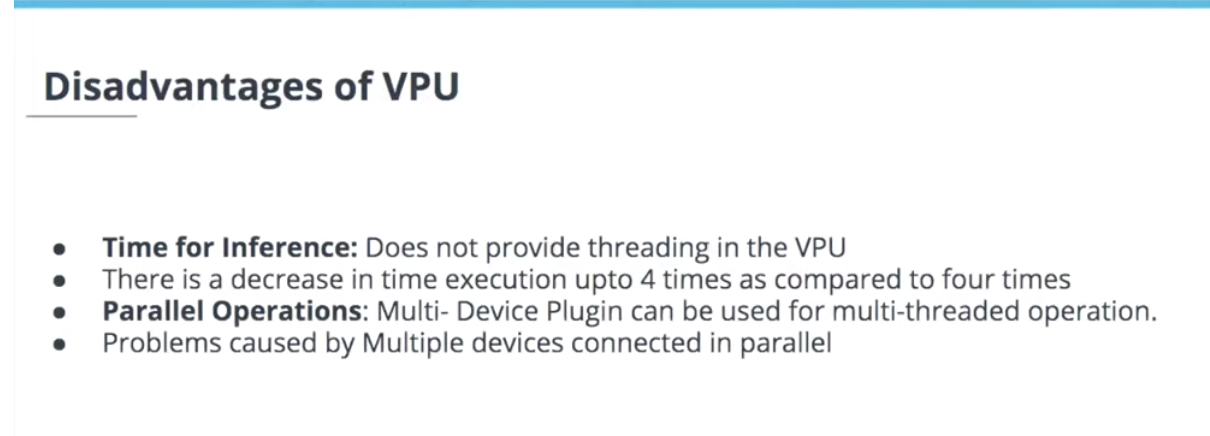 Disadvantages of VPU
● Time for Inference: Does not provide threading in the VPU
● There is a decrease in time execution upto 4 times as compared to four times
● Parallel Operations: Multi- Device Plugin can be used for multi-threaded operation.
● Problems caused by Multiple devices connected in parallel